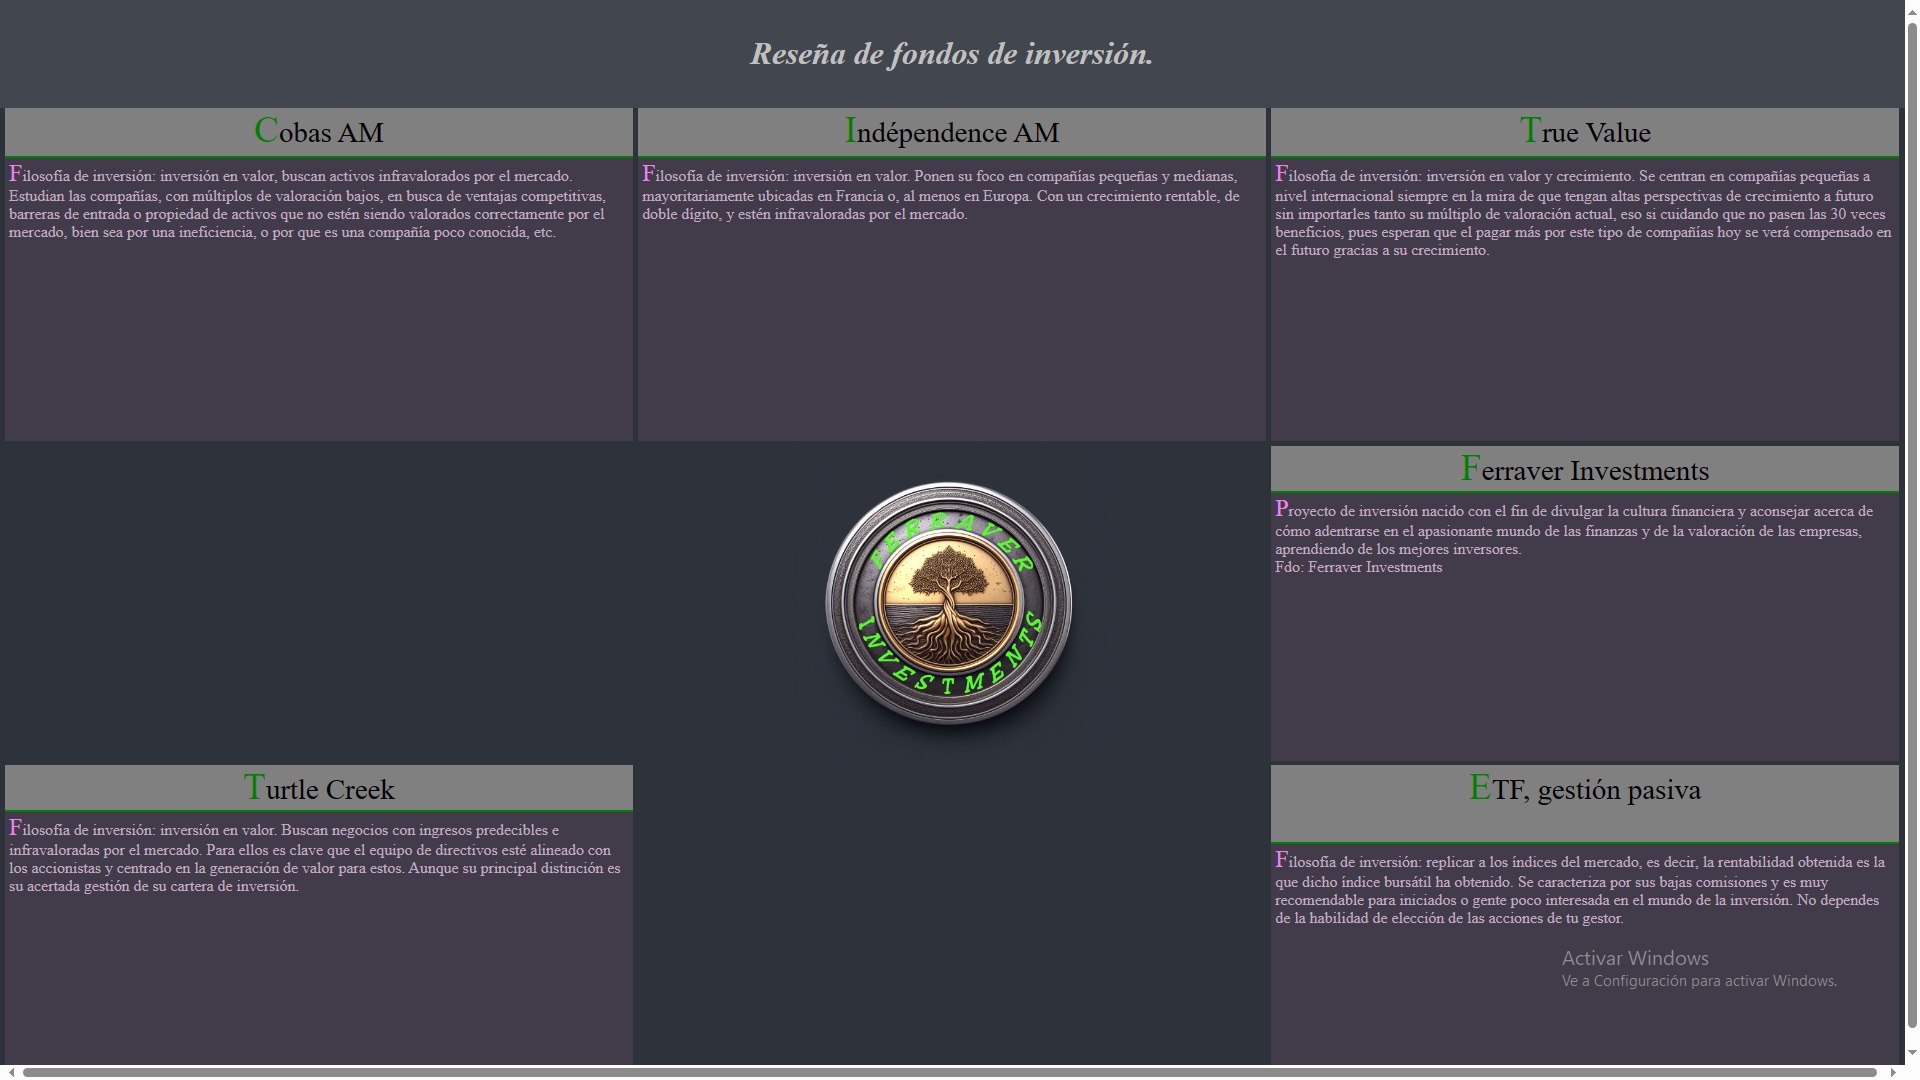 Reseña de fondos de inversión.
Cobas AM
Filosofía de inversión: inversión en valor, buscan activos infravalorados por el mercado.
Estudian las compañías, con múltiplos de valoración bajos, en busca de ventajas competitivas,
barreras de entrada o propiedad de activos que no estén siendo valorados correctamente por el
mercado, bien sea por una ineficiencia, o por que es una compañía poco conocida, etc.
Indépendence AM
Filosofía de inversión: inversión en valor. Ponen su foco en compañías pequeñas y medianas,
mayoritariamente ubicadas en Francia o, al menos en Europa. Con un crecimiento rentable, de
doble dígito, y estén infravaloradas por el mercado.
True Value
Filosofía de inversión: inversión en valor y crecimiento. Se centran en compañías pequeñas a
nivel internacional siempre en la mira de que tengan altas perspectivas de crecimiento a futuro
sin importarles tanto su múltiplo de valoración actual, eso si cuidando que no pasen las 30 veces
beneficios, pues esperan que el pagar más por este tipo de compañías hoy se verá compensado en
el futuro gracias a su crecimiento.
FERRAVER
INVESTMENTS
Ferraver Investments
Proyecto de inversión nacido con el fin de divulgar la cultura financiera y aconsejar acerca de
cómo adentrarse en el apasionante mundo de las finanzas y de la valoración de las empresas,
aprendiendo de los mejores inversores.
Fdo: Ferraver Investments
Turtle Creek
Filosofía de inversión: inversión en valor. Buscan negocios con ingresos predecibles e
infravaloradas por el mercado. Para ellos es clave que el equipo de directivos esté alineado con
los accionistas y centrado en la generación de valor para estos. Aunque su principal distinción es
su acertada gestión de su cartera de inversión.
ETF, gestión pasiva
Filosofía de inversión: replicar a los índices del mercado, es decir, la rentabilidad obtenida es la
que dicho índice bursátil ha obtenido. Se caracteriza por sus bajas comisiones y es muy
recomendable para iniciados o gente poco interesada en el mundo de la inversión. No dependes
de la habilidad de elección de las acciones de tu gestor.
Activar Windows
Ve a Configuración para activar Windows.